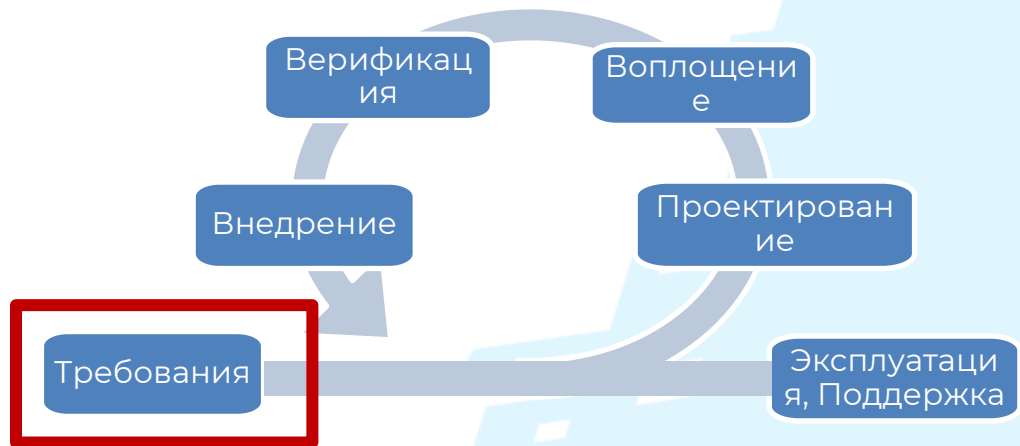 Верификац
ия
Воплощени
е
Внедрение
Проектирован
ие
Требования
Эксплуатаци
я, Поддержка